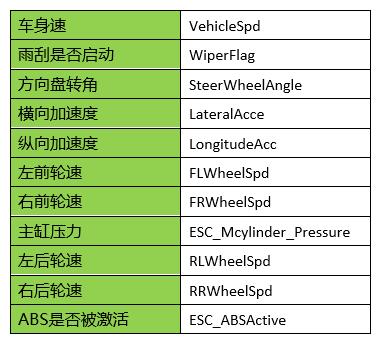 车身速 VehicleSpd
雨刮是否启动 WiperFlag
方向盘转角 SteerWheelAngle
横向加速度 LateralAcce
纵向加速度 LongitudeAcc
左前轮速 FLWheelSpd
右前轮速 FRWheelSpd
主缸压力 ESC_Mcylinder_Pressure
左后轮速 RLWheelSpd
右后轮速 RRWheelSpd
ABS是否被激活 ESC_ABSActive